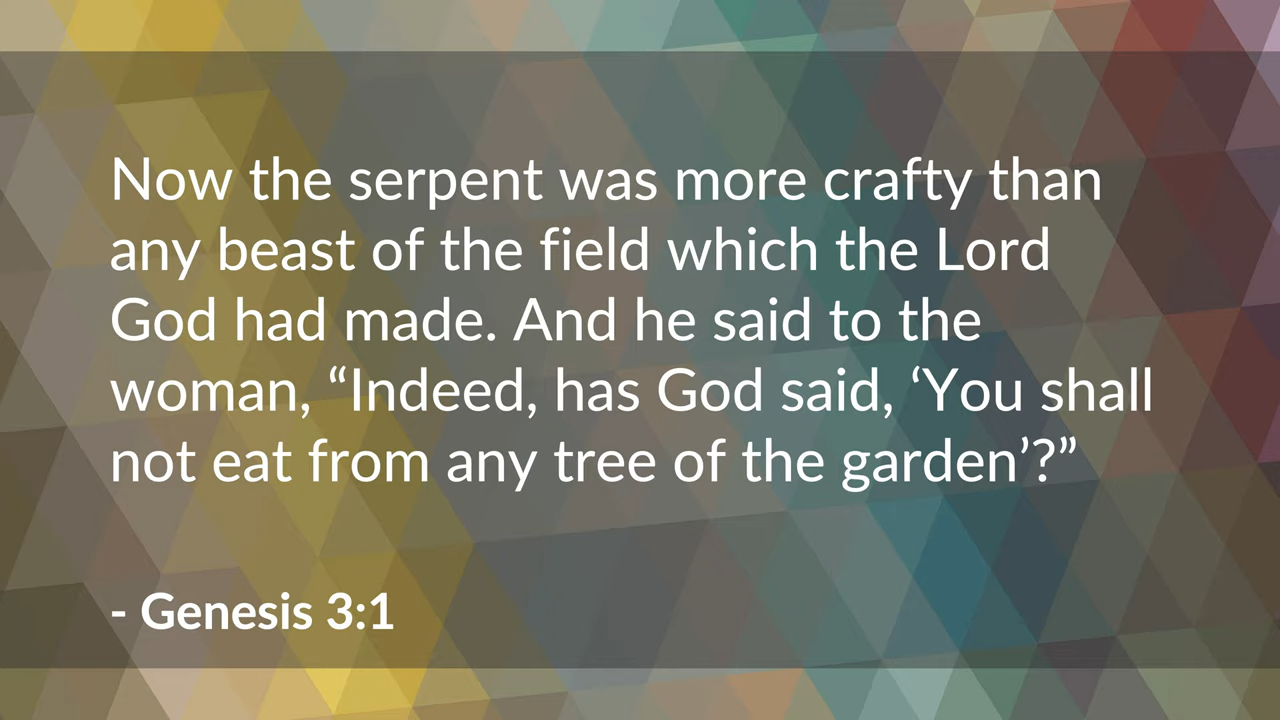 Now the serpent was more crafty than
any beast of the field which the Lord
God had made. And he said to the
woman, “Indeed, has God said, ‘You shall
not eat from any tree of the garden’?”
- Genesis 3:1